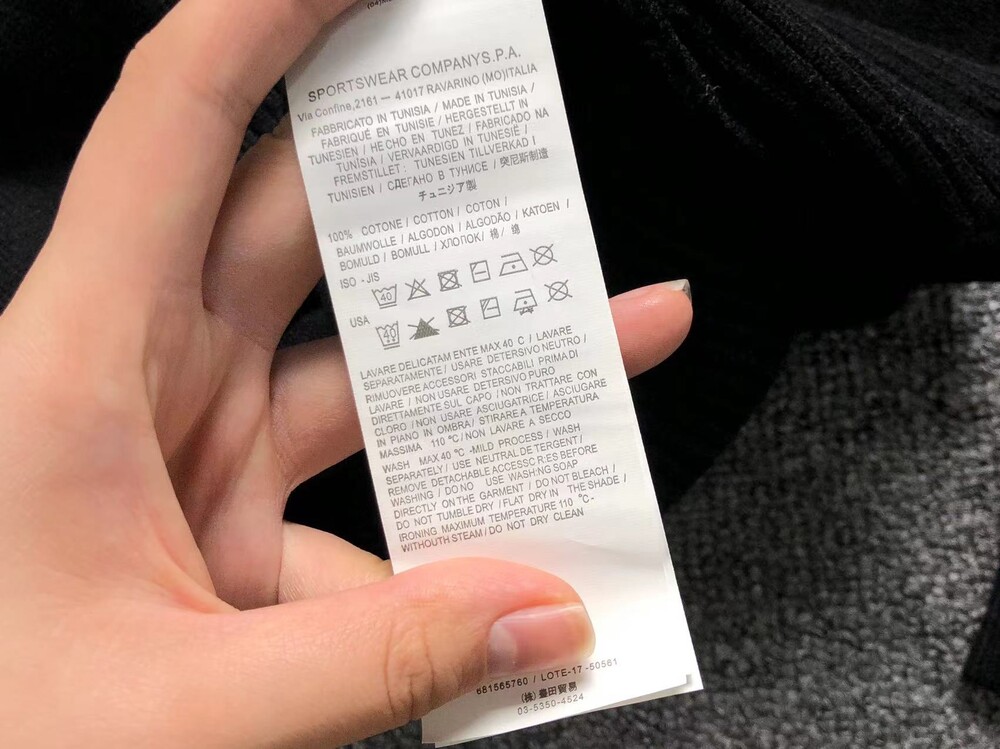 SPORTSWEAR COMPANYS.P.A.
Via Confine,2161 — 41017 RAVARINO (MO)ITALIA
FABBRICATO IN TUNISIA / MADE IN TUNISIA /
FABRIQUÉ EN TUNISIE / HERGESTELLT IN
TUNESIEN / HECHO EN TUNEZ / FABRICADO NA
TUNÍSIA / VERVAARDIGD IN TUNESIË /
FREMSTILLET : TUNESIEN TILLVERKAD I
TUNISIEN / СДЕГАНО В ТУНИСЕ / 突尼斯制造
チュニジア製
100% COTONE / COTTON / COTON /
BAUMWOLLE / ALGODON / ALGODÃO / KATOEN /
BOMULD / BOMULL / ХЛОПОК / 棉 /
ISO - JIS
40
USA
40
LAVARE DELICATAM ENTE MAX 40 C / LAVARE
SEPARATAMENTE / USARE DETERSIVO NEUTRO /
RIMUOVERE ACCESSORI STACCABILI PRIMA DI
LAVARE / NON USARE DETERSIVO PURO
DIRETTAMENTE SUL CAPO / NON TRATTARE CON
CLORO / NON USARE ASCIUGATRICE / ASCIUGARE
IN PIANO IN OMBRA / STIRARE A TEMPERATURA
MASSIMA 110 °C / NON LAVARE A SECCO
WASH MAX 40 °C -MILD PROCESS / WASH
SEPARATELY / USE NEUTRAL DETERGENT /
REMOVE DETACHABLE ACCESSC RIES BEFORE
WASHING / DO NO USE WASHING SOAP
DIRECTLY ON THE GARMENT / DO NOT BLEACH /
DO NOT TUMBLE DRY / FLAT DRY IN THE SHADE /
IRONING MAXIMUM TEMPERATURE 110 °C -
WITHOUTH STEAM / DO NOT DRY CLEAN
681565760 / LOTE-17 -50561
(株) 豊田貿易
03-5350-4524